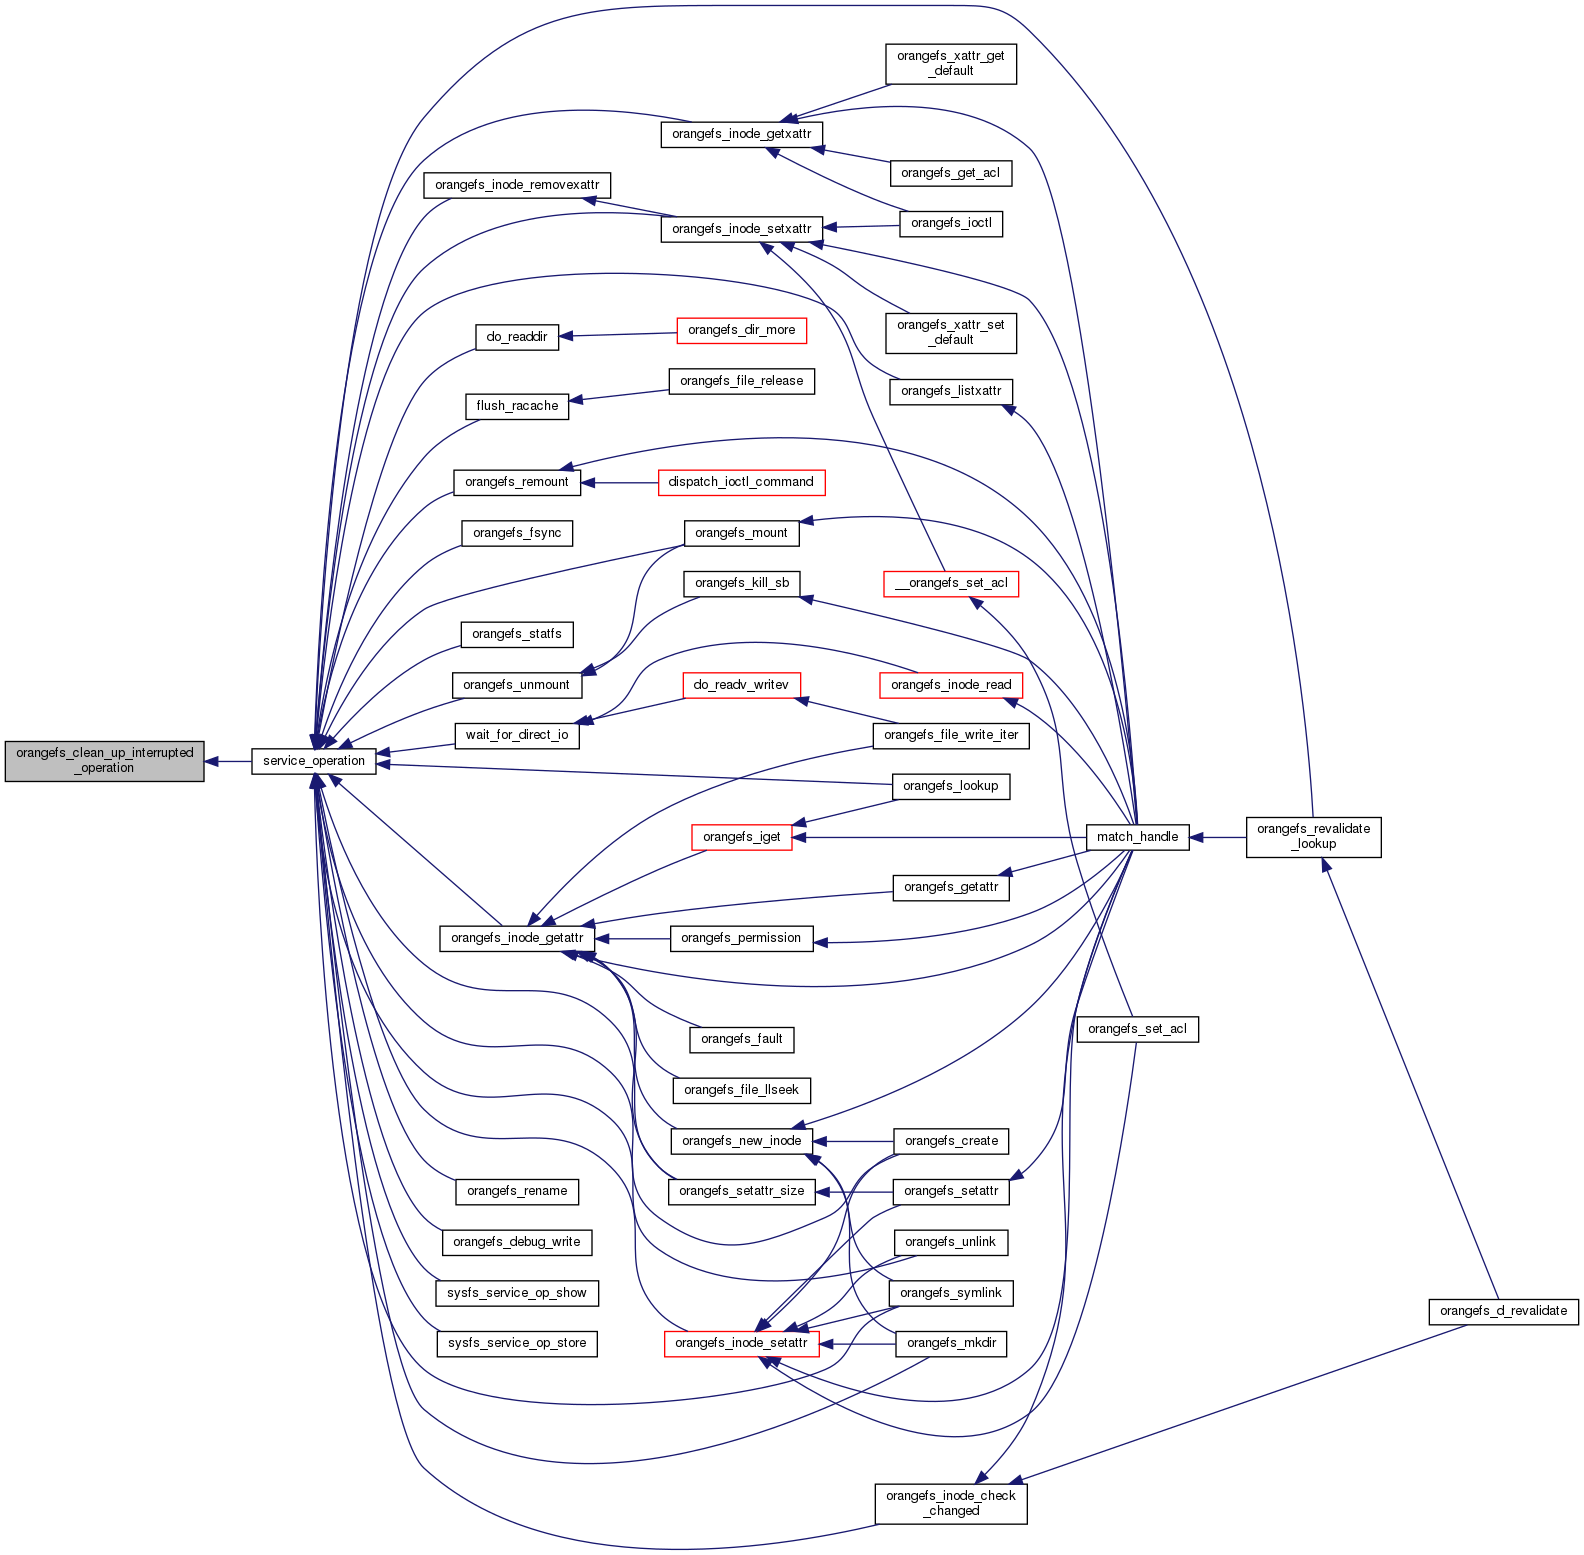 orangefs_xattr_get
_default
orangefs_inode_getxattr
orangefs_get_acl
orangefs_inode_removexattr
orangefs_ioctl
orangefs_inode_setxattr
orangefs_xattr_set
_default
do_readdir
orangefs_dir_more
orangefs_file_release
orangefs_listxattr
flush_racache
orangefs_remount
dispatch_ioctl_command
orangefs_fsync
orangefs_mount
orangefs_kill_sb
__orangefs_set_acl
orangefs_statfs
orangefs_unmount
do_readv_writev
orangefs_inode_read
wait_for_direct_io
orangefs_file_write_iter
orangefs_clean_up_interrupted
_operation
service_operation
orangefs_lookup
orangefs_iget
match_handle
orangefs_revalidate
_lookup
orangefs_getattr
orangefs_inode_getattr
orangefs_permission
orangefs_fault
orangefs_set_acl
orangefs_file_llseek
orangefs_new_inode
orangefs_create
orangefs_rename
orangefs_setattr_size
orangefs_setattr
orangefs_debug_write
orangefs_unlink
sysfs_service_op_show
orangefs_symlink
orangefs_d_revalidate
sysfs_service_op_store
orangefs_inode_setattr
orangefs_mkdir
orangefs_inode_check
_changed